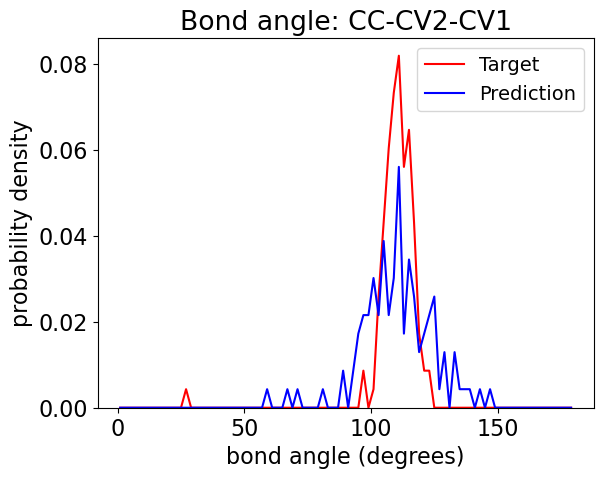 Bond angle: CC-CV2-CV1
Target
Prediction
probability density
0.08
0.06
0.04
0.02
0.00
0
50
100
150
bond angle (degrees)